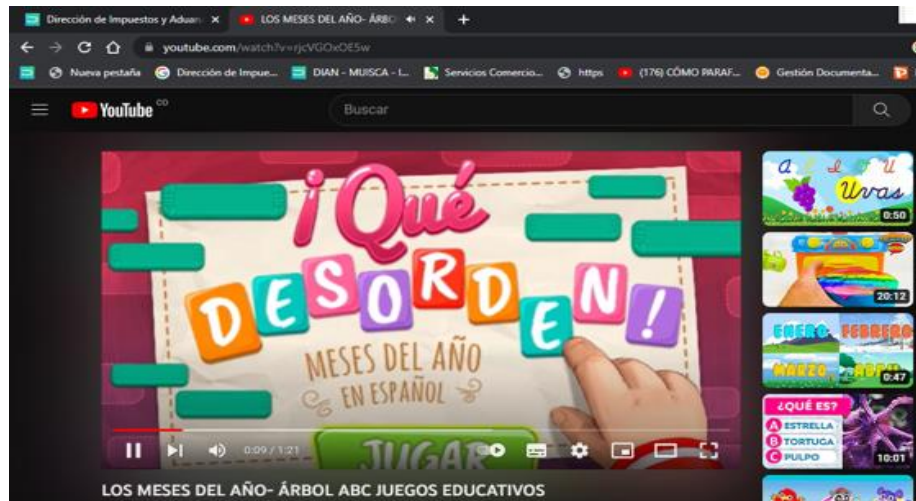 Dirección de Impuestos y Aduan
LOS MESES DEL AÑO- ÁRBO
youtube.com/watch?v=rjcVGOxOE5w
Nueva pestaña
Dirección de Impue...
DIAN - MUISCA - I...
Servicios Comercio...
https
(176) CÓMO PARAF...
Gestión Documenta...
YouTube CO
Buscar
¡Qué
DESORDEN!
MESES DEL AÑO
EN ESPAÑOL
JUGAR
0:09 / 1:21
LOS MESES DEL AÑO- ÁRBOL ABC JUEGOS EDUCATIVOS
Uvas
0:50
20:12
ENERO FEBRERO
MARZO ABRIL
0:47
¿QUÉ ES?
A ESTRELLA
B TORTUGA
C PULPO
10:01